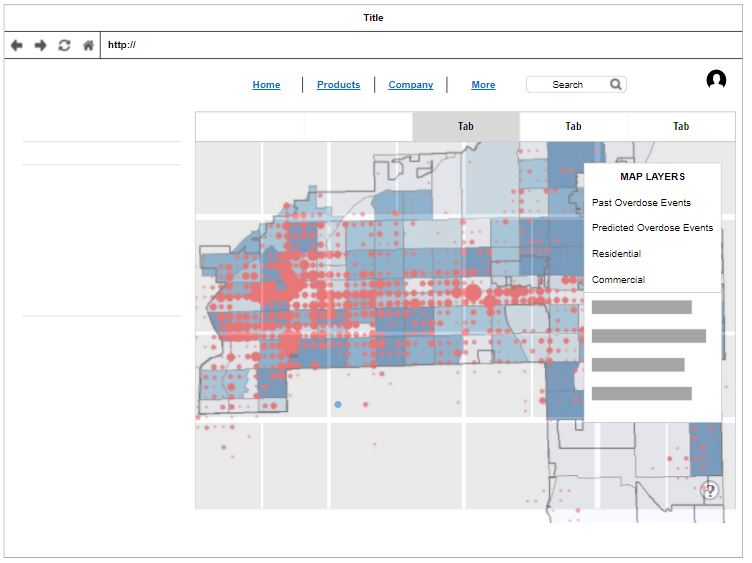 Title
http://
Home Products Company More Search
Tab Tab Tab
MAP LAYERS
Past Overdose Events
Predicted Overdose Events
Residential
Commercial
?